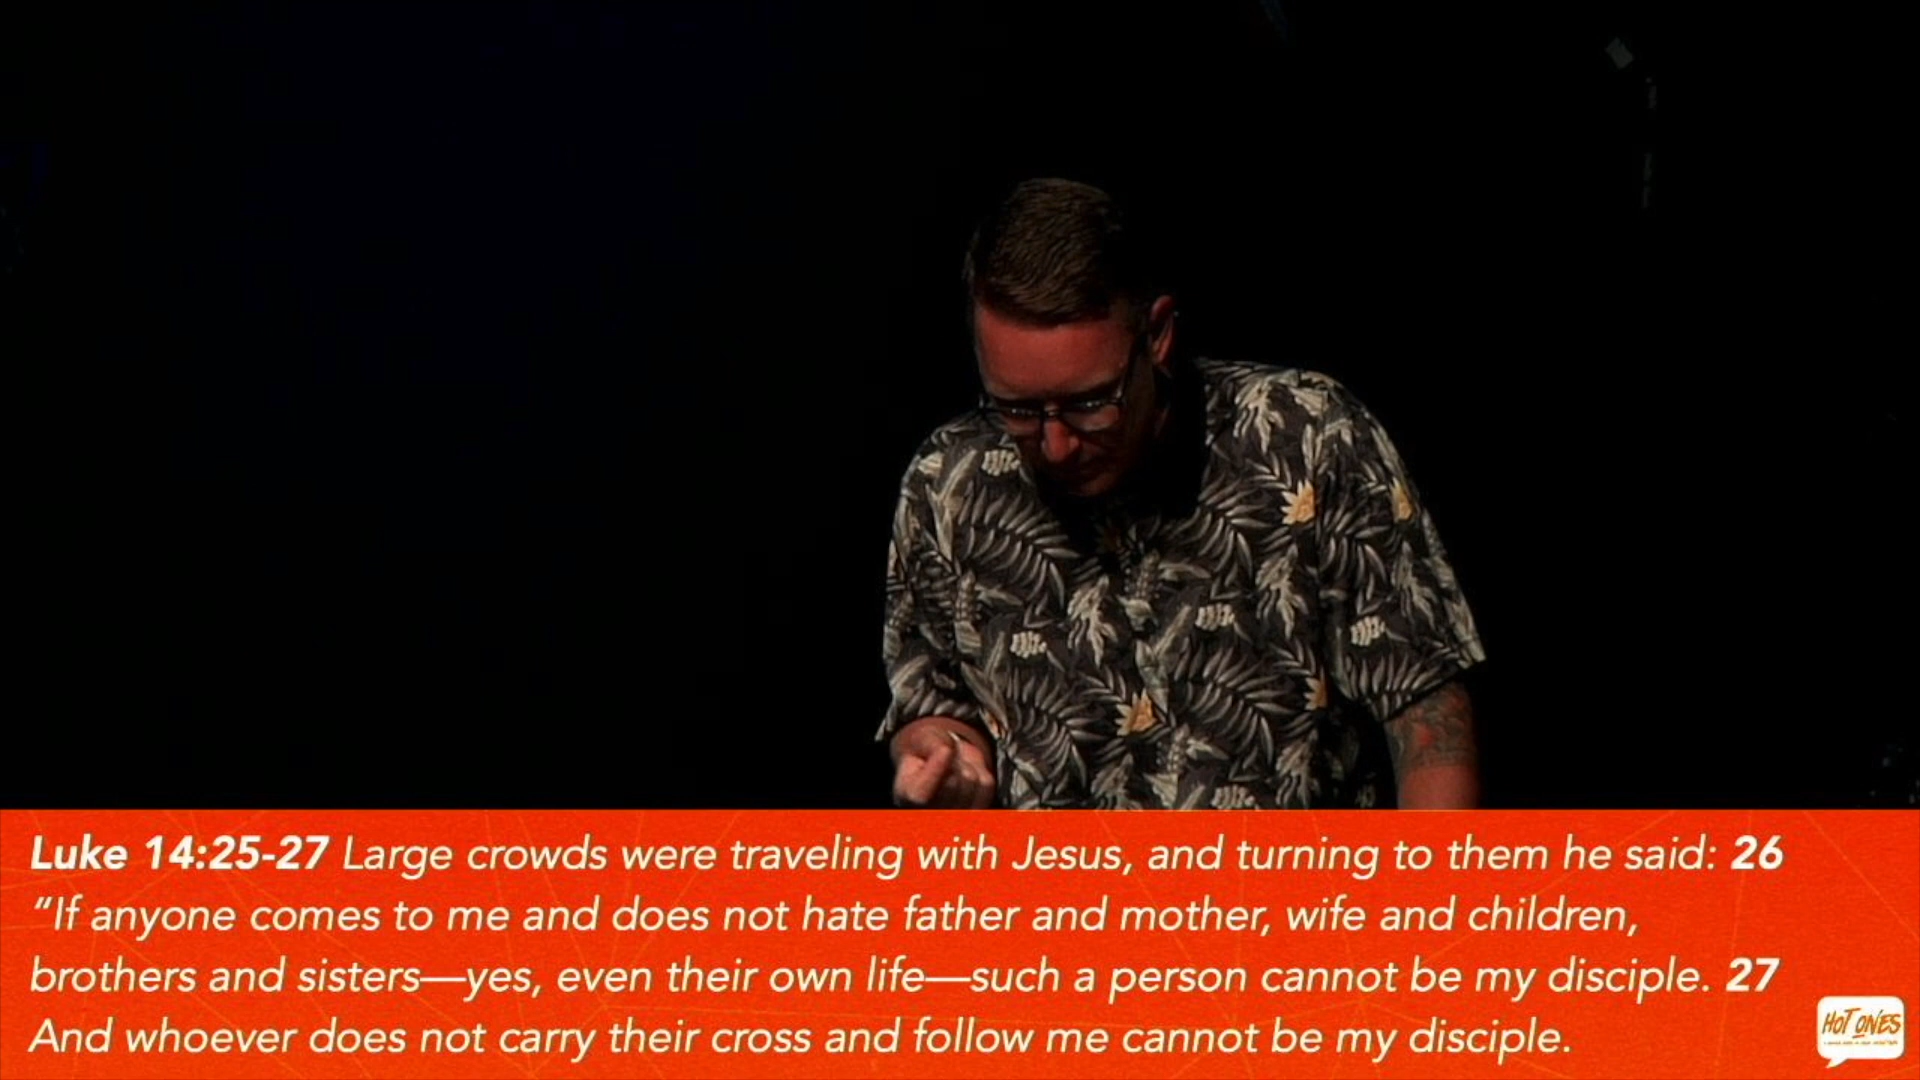 Luke 14:25-27 Large crowds were traveling with Jesus, and turning to them he said: 26
“If anyone comes to me and does not hate father and mother, wife and children,
brothers and sisters—yes, even their own life—such a person cannot be my disciple. 27
And whoever does not carry their cross and follow me cannot be my disciple.
HOT ONES